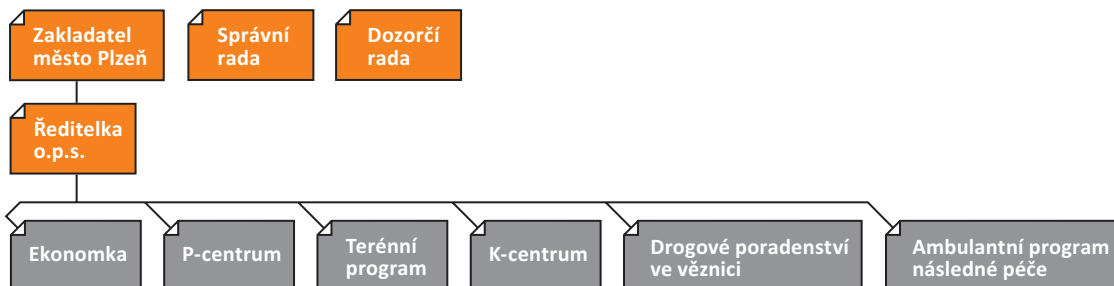 Zakladatel
město Plzeň
Správní
rada
Dozorčí
rada
Ředitelka
o.p.s.
Ekonomka
P-centrum
Terénní
program
K-centrum
Drogové poradenství
ve věznici
Ambulantní program
následné péče